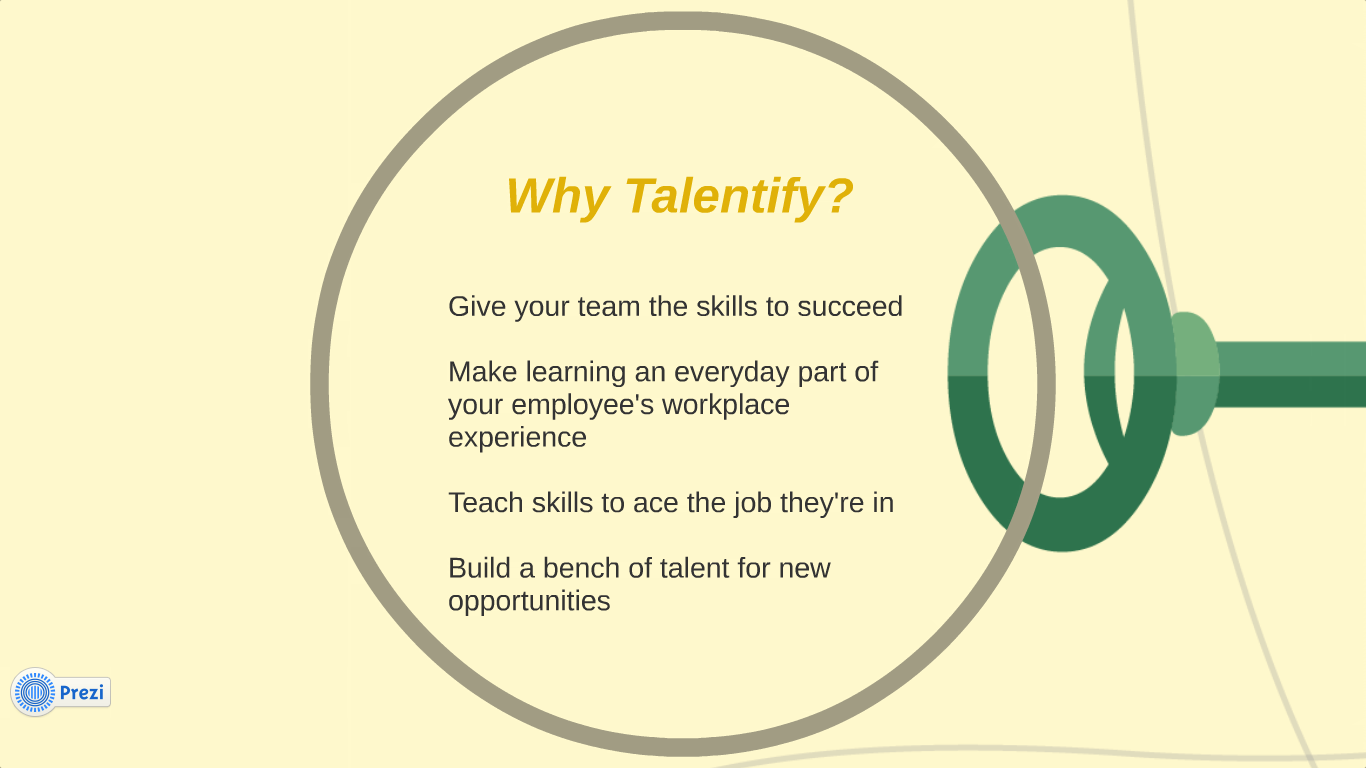 Why Talentify?
Give your team the skills to succeed
Make learning an everyday part of
your employee's workplace
experience
Teach skills to ace the job they're in
Build a bench of talent for new
opportunities
Prezi